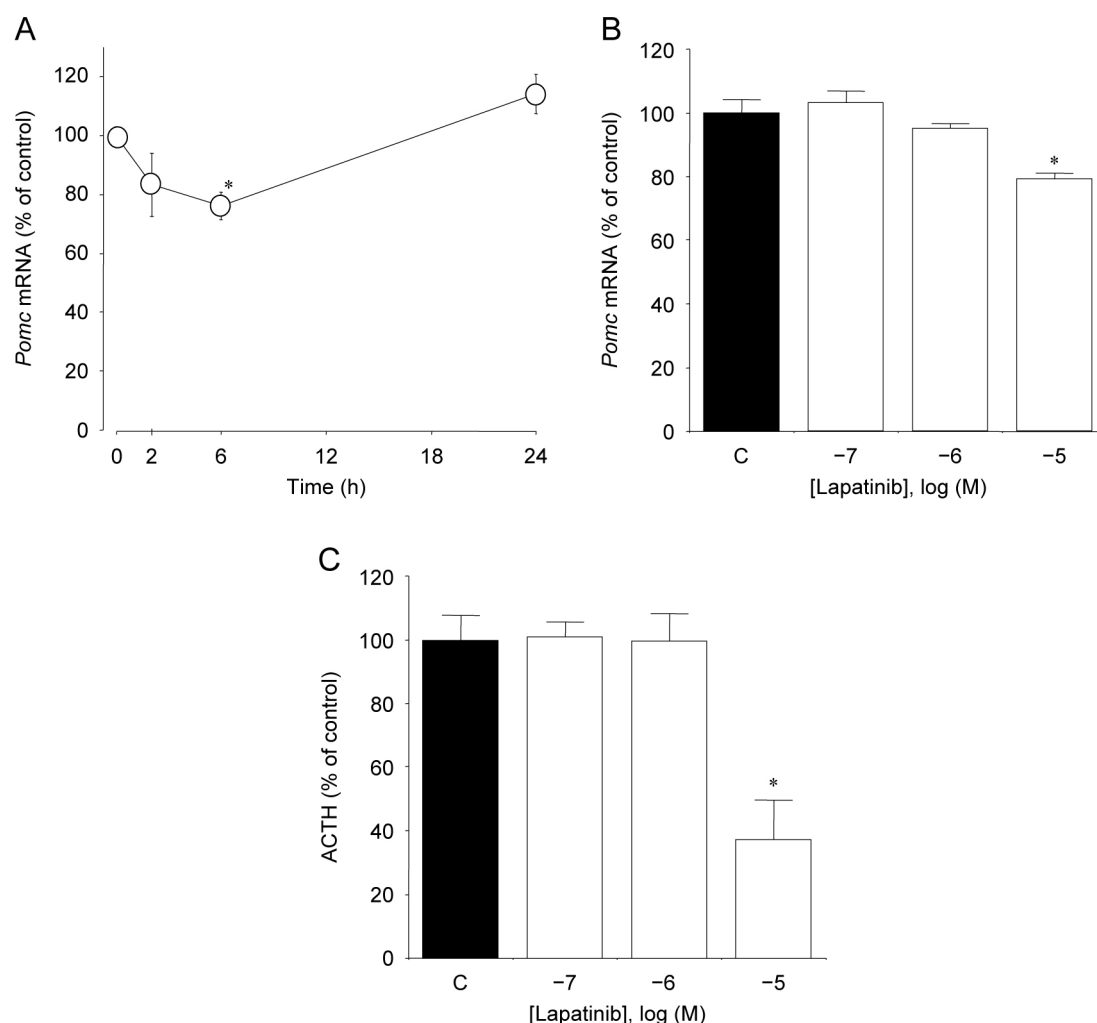 A
Pomc mRNA (% of control)
120
100
80
60
40
20
0
*
0 2 6 12 18 24
Time (h)
B
Pomc mRNA (% of control)
120
100
80
60
40
20
0
*
C −7 −6 −5
[Lapatinib], log (M)
C
ACTH (% of control)
120
100
80
60
40
20
0
*
C −7 −6 −5
[Lapatinib], log (M)